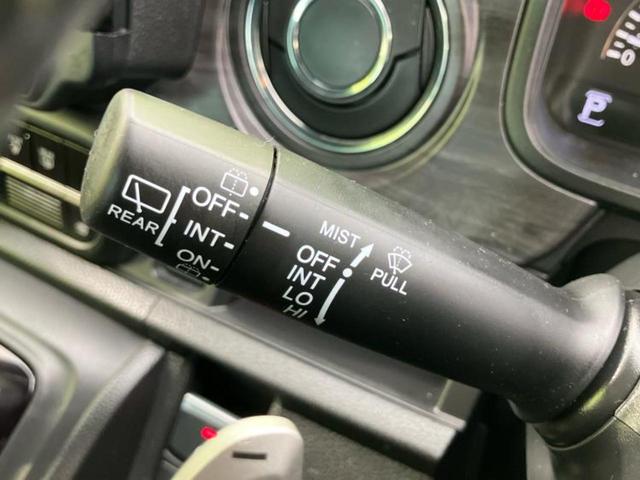 REAR
OFF
INT
ON
MIST
OFF
INT
LO
HI
PULL